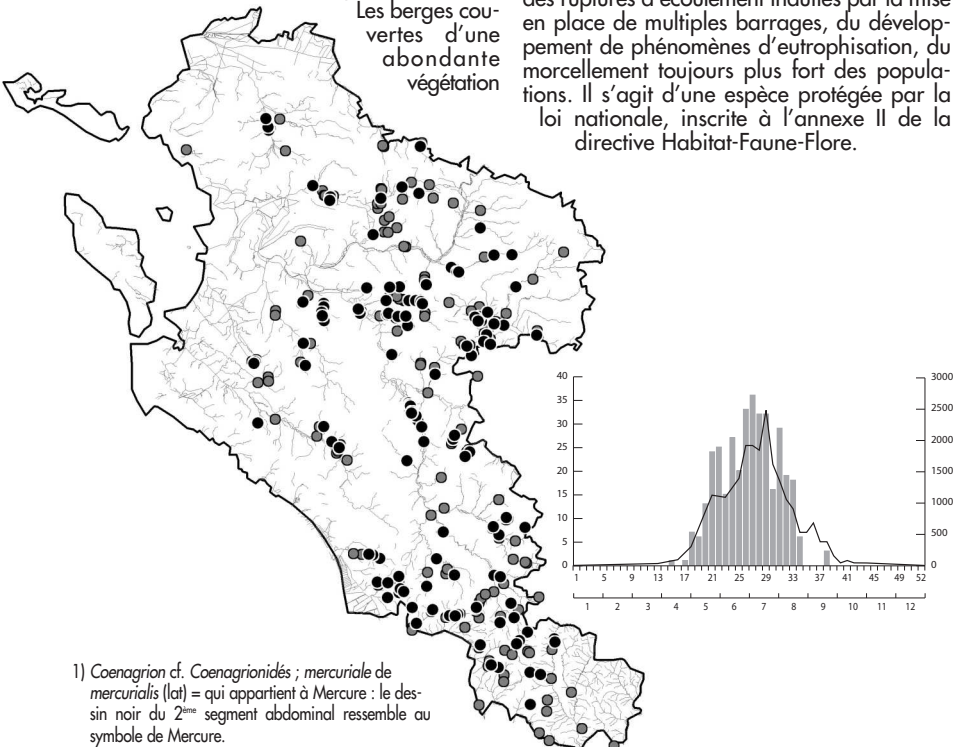 Les berges cou-
vertes d'une
abondante
végétation
des ruptures d'écoulement induites par la mise
en place de multiples barrages, du dévelop-
pement de phénomènes d'eutrophisation, du
morcellement toujours plus fort des popula-
tions. Il s'agit d'une espèce protégée par la
loi nationale, inscrite à l'annexe II de la
directive Habitat-Faune-Flore.
40
35
30
25
20
15
10
5
0
3000
2500
2000
1500
1000
500
0
1 5 9 13 17 21 25 29 33 37 41 45 49 52
1 2 3 4 5 6 7 8 9 10 11 12
1) Coenagrion cf. Coenagrionidés ; mercuriale de
mercurialis (lat) = qui appartient à Mercure : le des-
sin noir du 2ème segment abdominal ressemble au
symbole de Mercure.